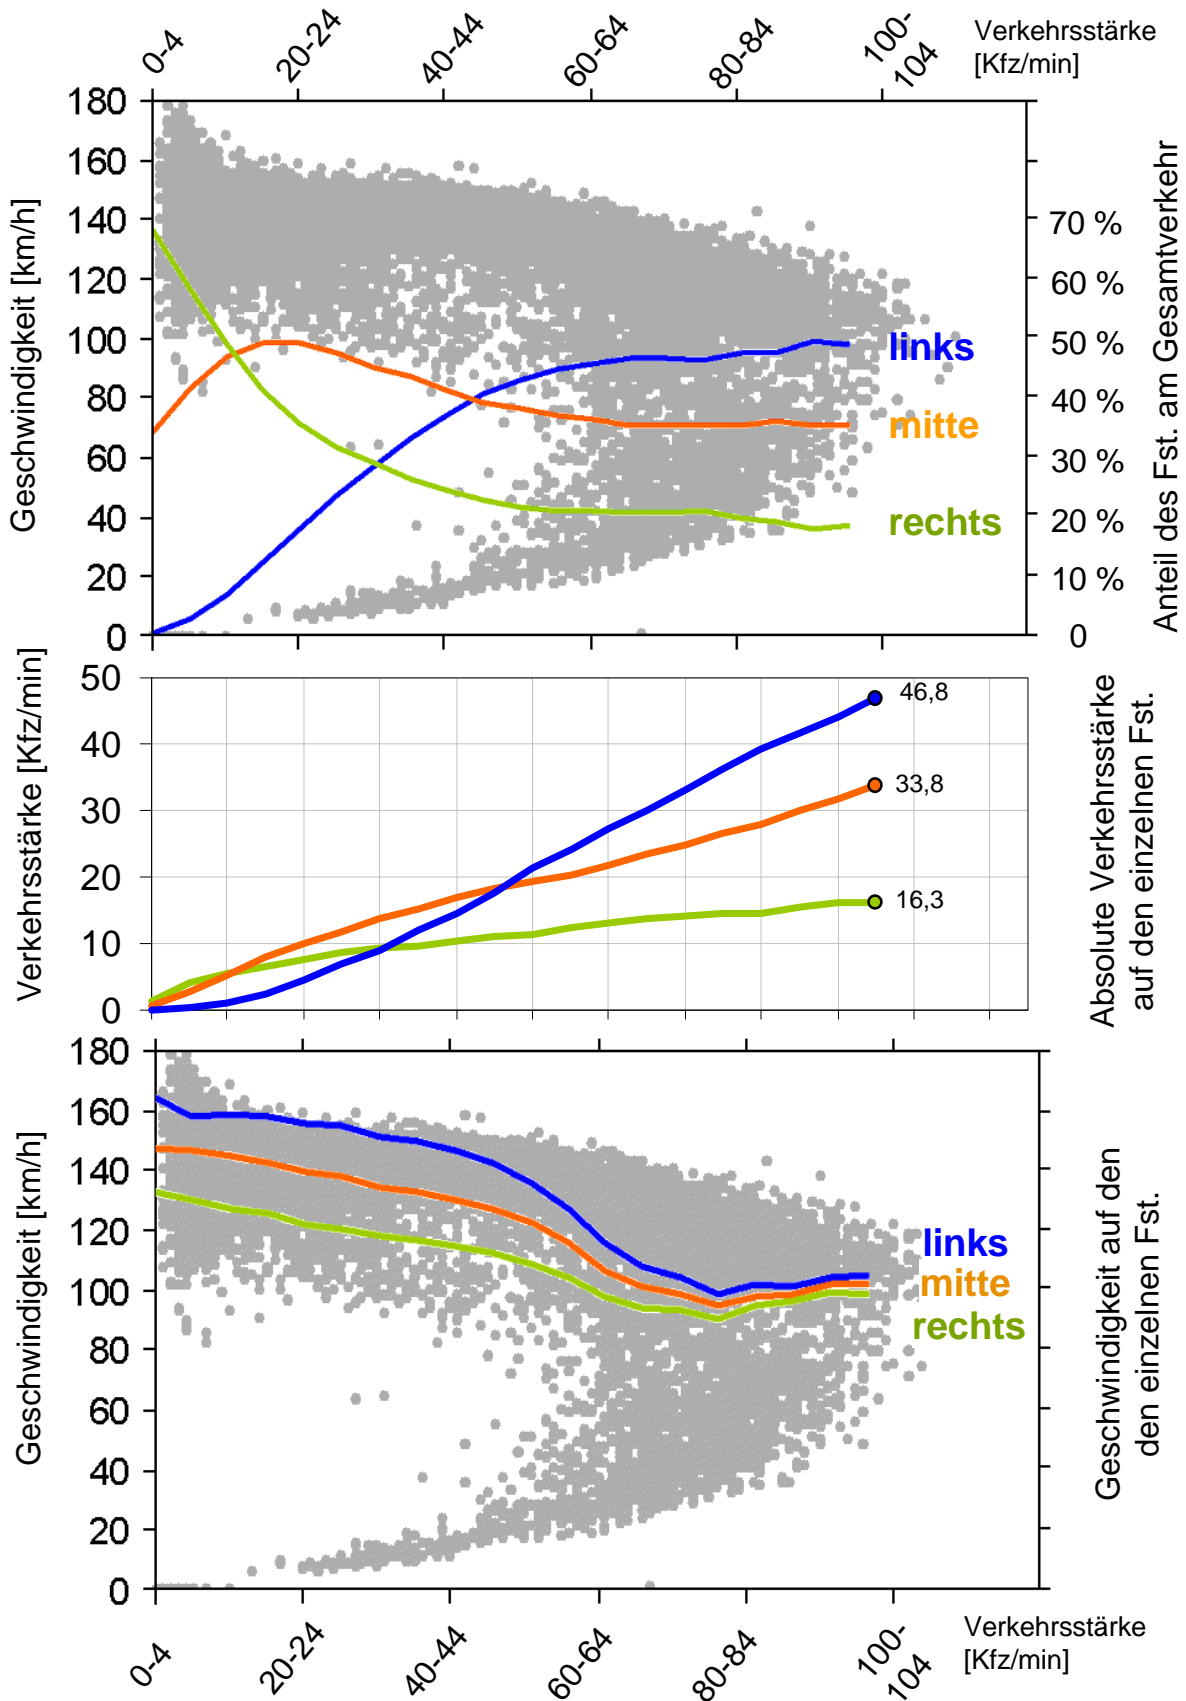 0-4
20-24
40-44
60-64
80-84
100-
104
Verkehrsstärke
[Kfz/min]
Geschwindigkeit [km/h]
180
160
140
120
100
80
60
40
20
0
70 %
60 %
50 %
40 %
30 %
20 %
10 %
0
Anteil des Fst. am Gesamtverkehr
links
mitte
rechts
Verkehrsstärke [Kfz/min]
50
40
30
20
10
0
46,8
33,8
16,3
Absolute Verkehrsstärke
auf den einzelnen Fst.
Geschwindigkeit [km/h]
180
160
140
120
100
80
60
40
20
0
links
mitte
rechts
Geschwindigkeit auf den
den einzelnen Fst.
0-4
20-24
40-44
60-64
80-84
100-
104
Verkehrsstärke
[Kfz/min]